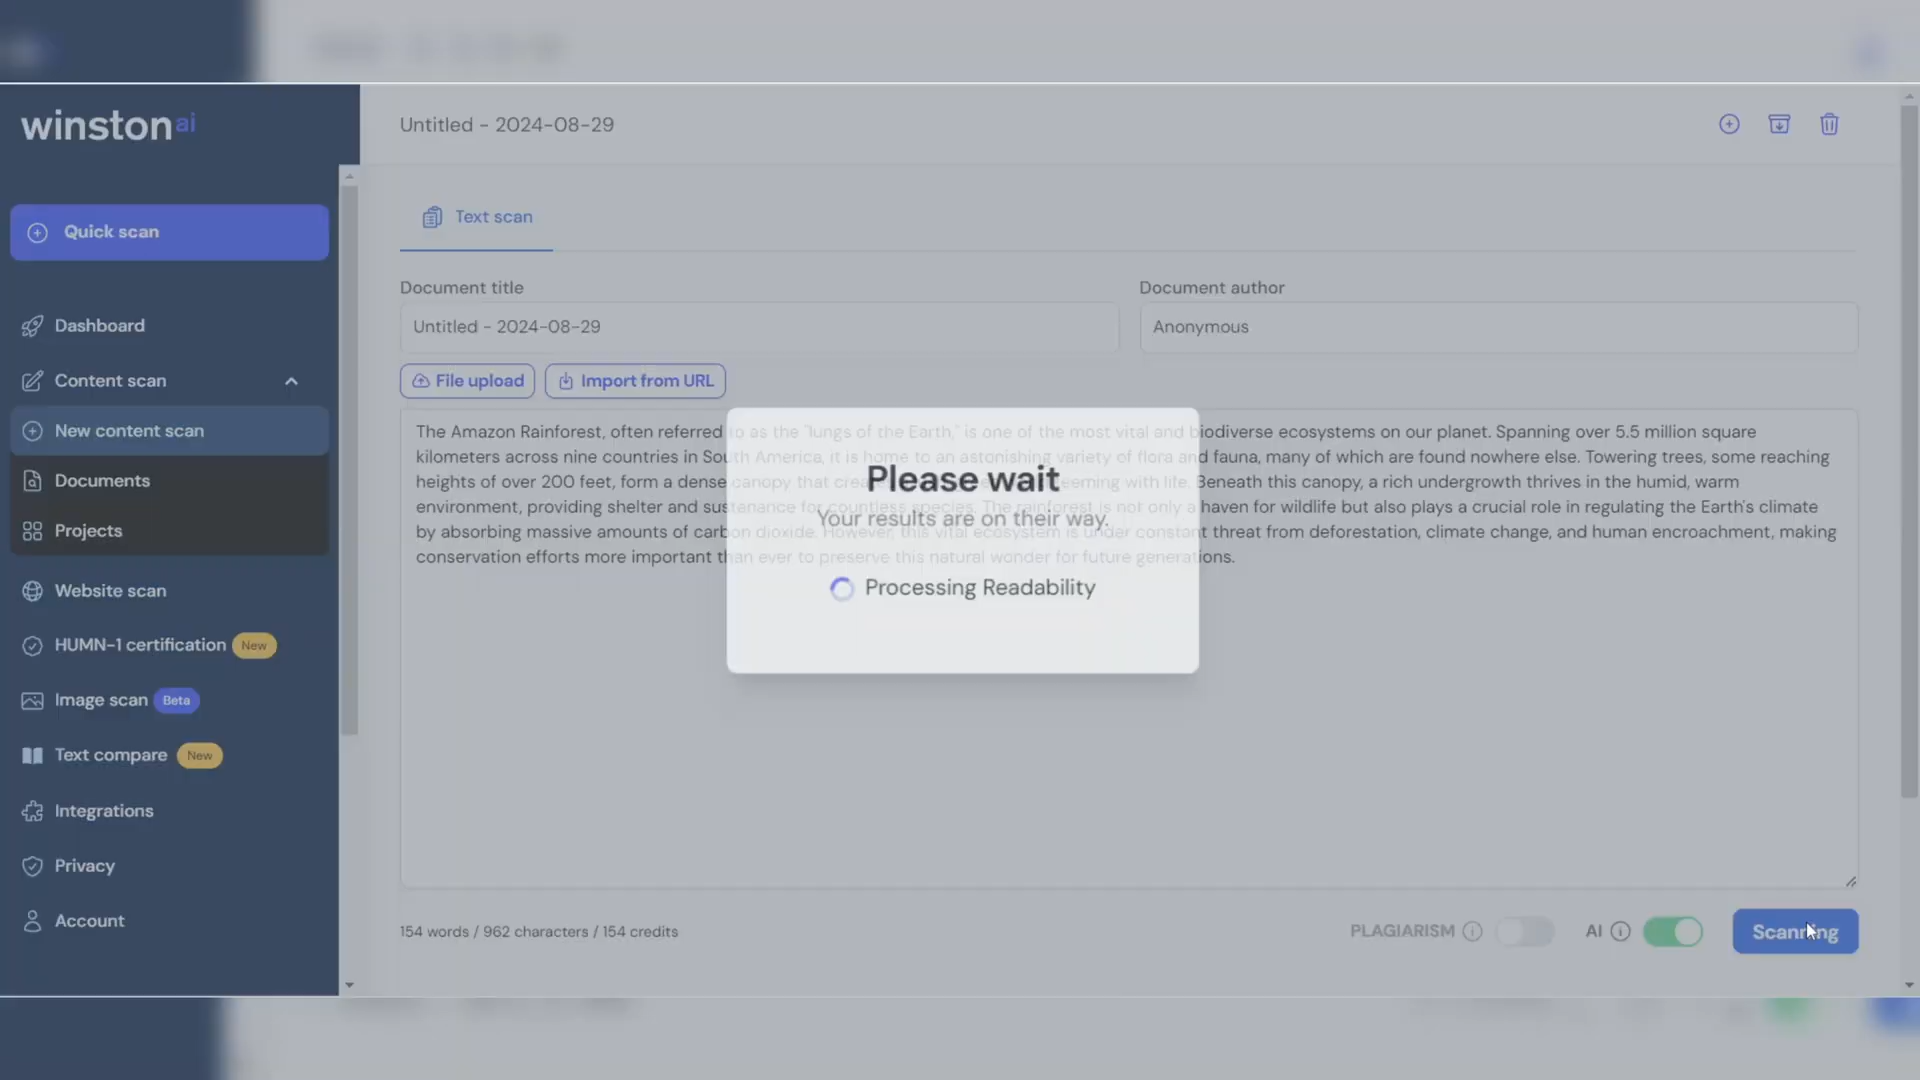 winston ai
Untitled - 2024-08-29
Quick scan
Dashboard
Content scan
New content scan
Documents
Projects
Website scan
HUMN-1 certification New
Image scan Beta
Text compare New
Integrations
Privacy
Account
Text scan
Document title
Document author
Untitled - 2024-08-29
Anonymous
File upload
Import from URL
The Amazon Rainforest, often referred to as the "lungs of the Earth," is one of the most vital and biodiverse ecosystems on our planet. Spanning over 5.5 million square
kilometers across nine countries in South America, it is home to an astonishing variety of flora and fauna, many of which are found nowhere else. Towering trees, some reaching
heights of over 200 feet, form a dense canopy that teeming with life. Beneath this canopy, a rich undergrowth thrives in the humid, warm
environment, providing shelter and sustenance for countless species. The rainforest is not only a haven for wildlife but also plays a crucial role in regulating the Earth's climate
by absorbing massive amounts of carbon dioxide. However, this vital ecosystem is under constant threat from deforestation, climate change, and human encroachment, making
conservation efforts more important than ever to preserve this natural wonder for future generations.
Please wait
Your results are on their way.
Processing Readability
154 words / 962 characters / 154 credits
PLAGIARISM
AI
Scanning